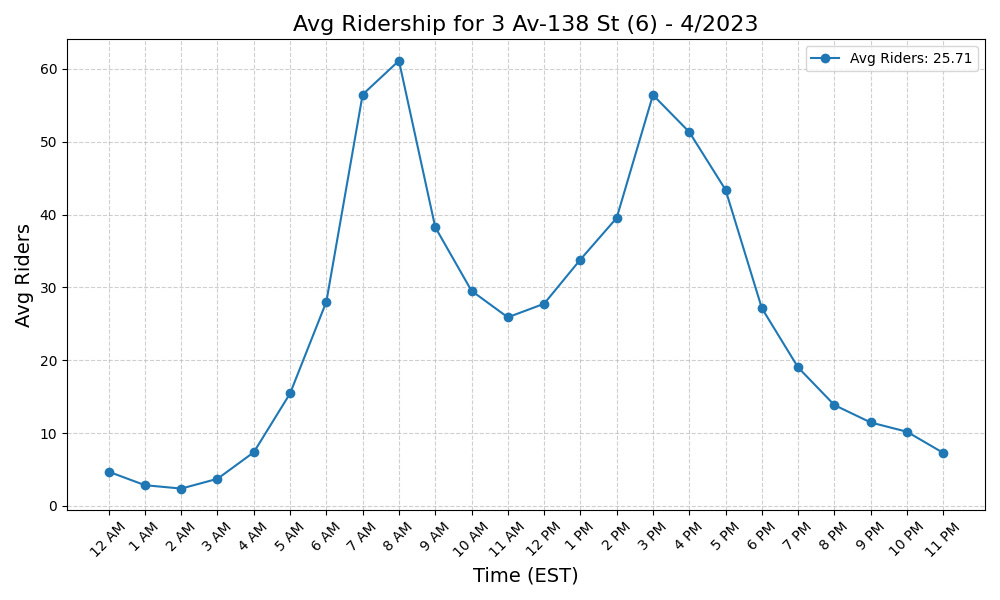 Avg Ridership for 3 Av-138 St (6) - 4/2023
Avg Riders: 25.71
Avg Riders
60
50
40
30
20
10
0
12 AM
1 AM
2 AM
3 AM
4 AM
5 AM
6 AM
7 AM
8 AM
9 AM
10 AM
11 AM
12 PM
1 PM
2 PM
3 PM
4 PM
5 PM
6 PM
7 PM
8 PM
9 PM
10 PM
11 PM
Time (EST)